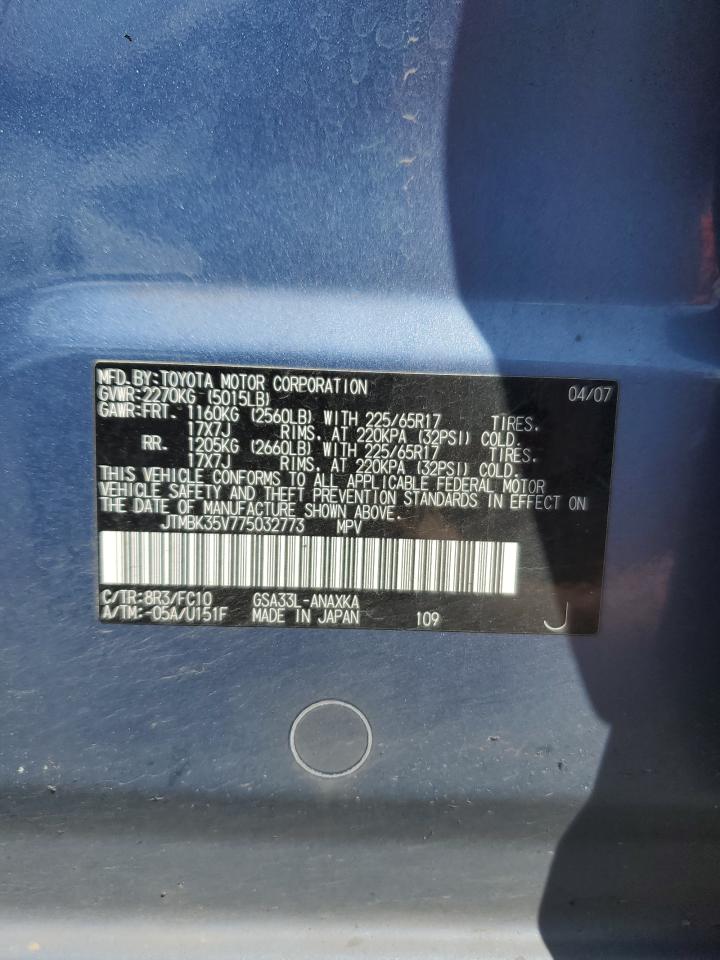 MFD. BY: TOYOTA MOTOR CORPORATION 04/07
GVWR: 2270KG (5015LB)
GAWR: FRT. 1160KG (2560LB) WITH 225/65R17 TIRES.
17X7J RIMS, AT 220KPA (32PSI) COLD.
RR. 1205KG (2660LB) WITH 225/65R17 TIRES.
17X7J RIMS, AT 220KPA (32PSI) COLD.
THIS VEHICLE CONFORMS TO ALL APPLICABLE FEDERAL MOTOR
VEHICLE SAFETY AND THEFT PREVENTION STANDARDS IN EFFECT ON
THE DATE OF MANUFACTURE SHOWN ABOVE.
JTMBK35V775032773 MPV
C/TR: 8R3/FC10 GSA33L-ANAXKA
A/TM: -05A/U151F MADE IN JAPAN 109 J